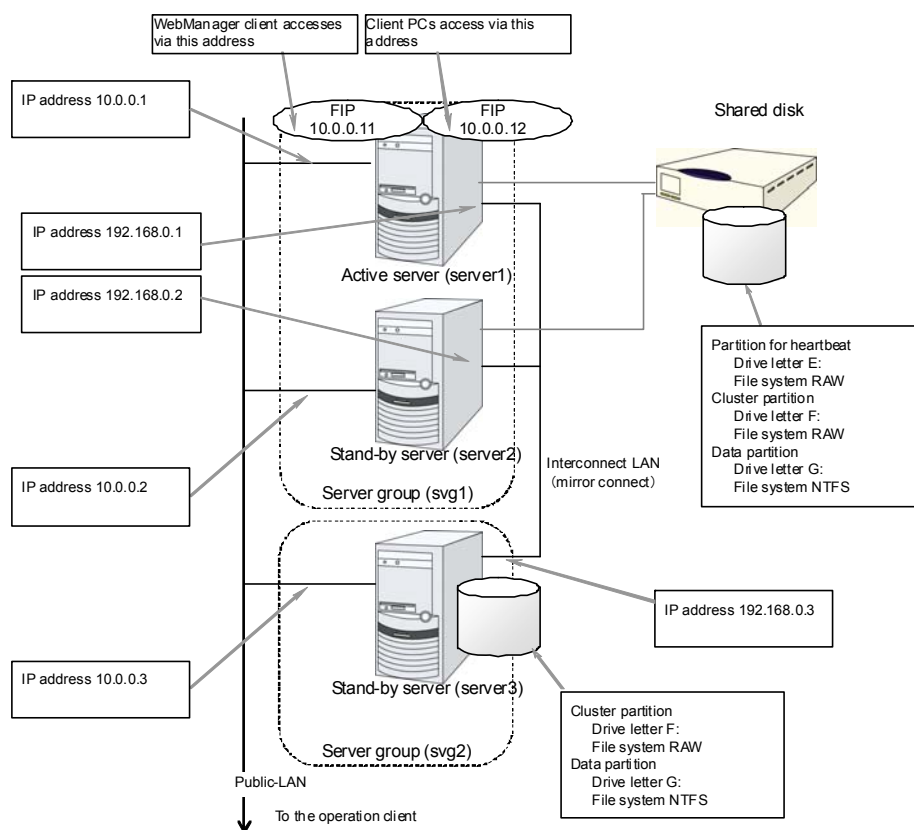 WebManager client accesses
via this address
Client PCs access via this
address
IP address 10.0.0.1
FIP
10.0.0.11
FIP
10.0.0.12
Shared disk
IP address 192.168.0.1
Active server (server1)
IP address 192.168.0.2
Partition for heartbeat
Drive letter E:
File system RAW
Cluster partition
Drive letter F:
File system RAW
Data partition
Drive letter G:
File system NTFS
Stand-by server (server2)
Interconnect LAN
(mirror connect)
IP address 10.0.0.2
Server group (svg1)
IP address 192.168.0.3
IP address 10.0.0.3
Stand-by server (server3)
Cluster partition
Drive letter F:
File system RAW
Data partition
Drive letter G:
File system NTFS
Server group (svg2)
Public-LAN
To the operation client